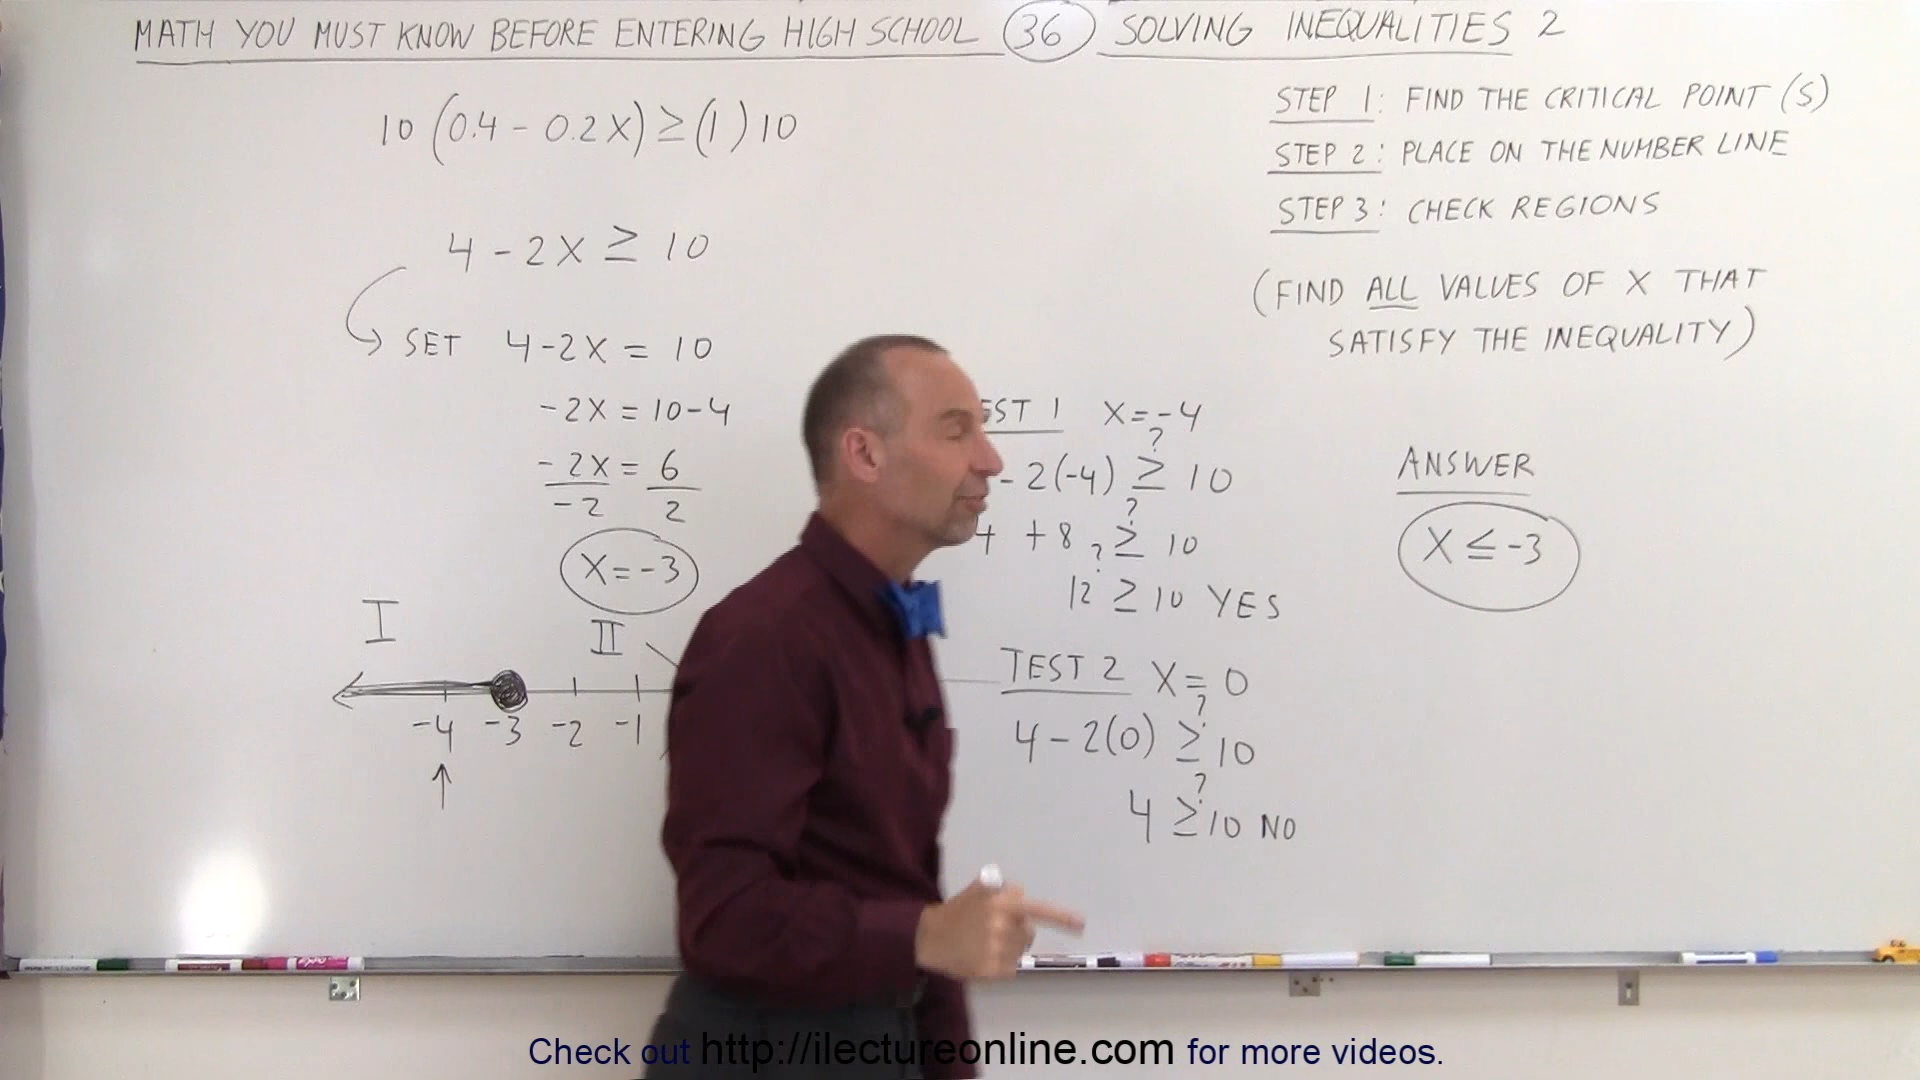 MATH YOU MUST KNOW BEFORE ENTERING HIGH SCHOOL 36 SOLVING INEQUALITIES 2
10 (0.4 - 0.2X) ≥ (1) 10
4 - 2X ≥ 10
SET 4-2X = 10
-2X = 10-4
-2X = 6
-2 2
X = -3
I
II
-4 -3 -2 -1
STEP 1: FIND THE CRITICAL POINT (S)
STEP 2: PLACE ON THE NUMBER LINE
STEP 3: CHECK REGIONS
(FIND ALL VALUES OF X THAT
SATISFY THE INEQUALITY)
EST 1 X = -4
?
- 2(-4) ≥ 10
?
4 + 8 ≥ 10
?
12 ≥ 10 YES
TEST 2 X = 0
?
4 - 2(0) ≥ 10
?
4 ≥ 10 NO
ANSWER
X ≤ -3
Check out http://ilectureonline.com for more videos.